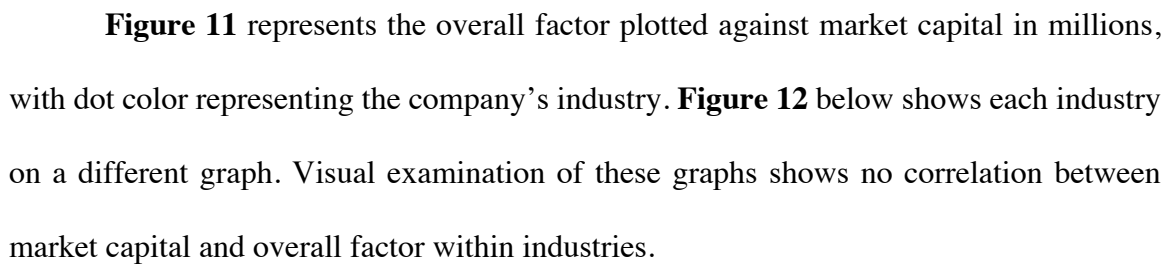 Figure 11 represents the overall factor plotted against market capital in millions,
with dot color representing the company’s industry. Figure 12 below shows each industry
on a different graph. Visual examination of these graphs shows no correlation between
market capital and overall factor within industries.